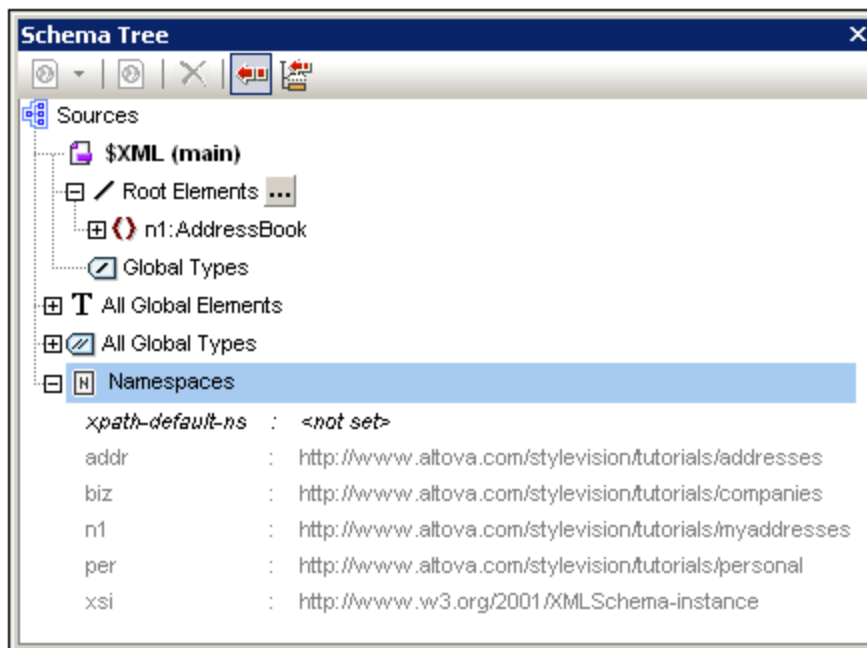 Schema Tree
Sources
$XML (main)
Root Elements ...
n1:AddressBook
Global Types
T All Global Elements
All Global Types
N Namespaces
xpath-default-ns : <not set>
addr : http://www.altova.com/stylevision/tutorials/addresses
biz : http://www.altova.com/stylevision/tutorials/companies
n1 : http://www.altova.com/stylevision/tutorials/myaddresses
per : http://www.altova.com/stylevision/tutorials/personal
xsi : http://www.w3.org/2001/XMLSchema-instance